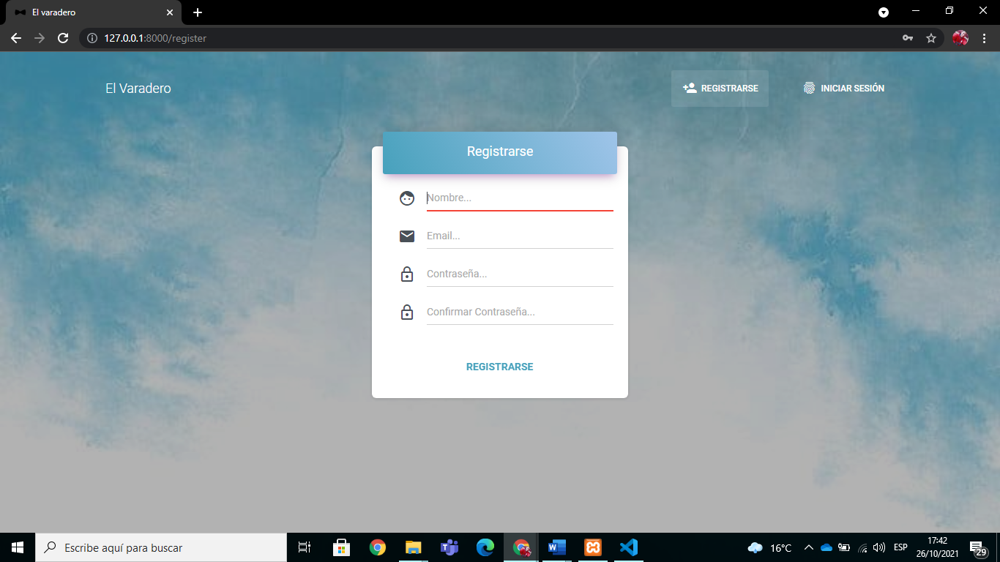 El varadero
127.0.0.1:8000/register
El Varadero
REGISTRARSE
INICIAR SESIÓN
Registrarse
Nombre...
Email...
Contraseña...
Confirmar Contraseña...
REGISTRARSE
Escribe aquí para buscar
16°C
ESP
17:42
26/10/2021
29